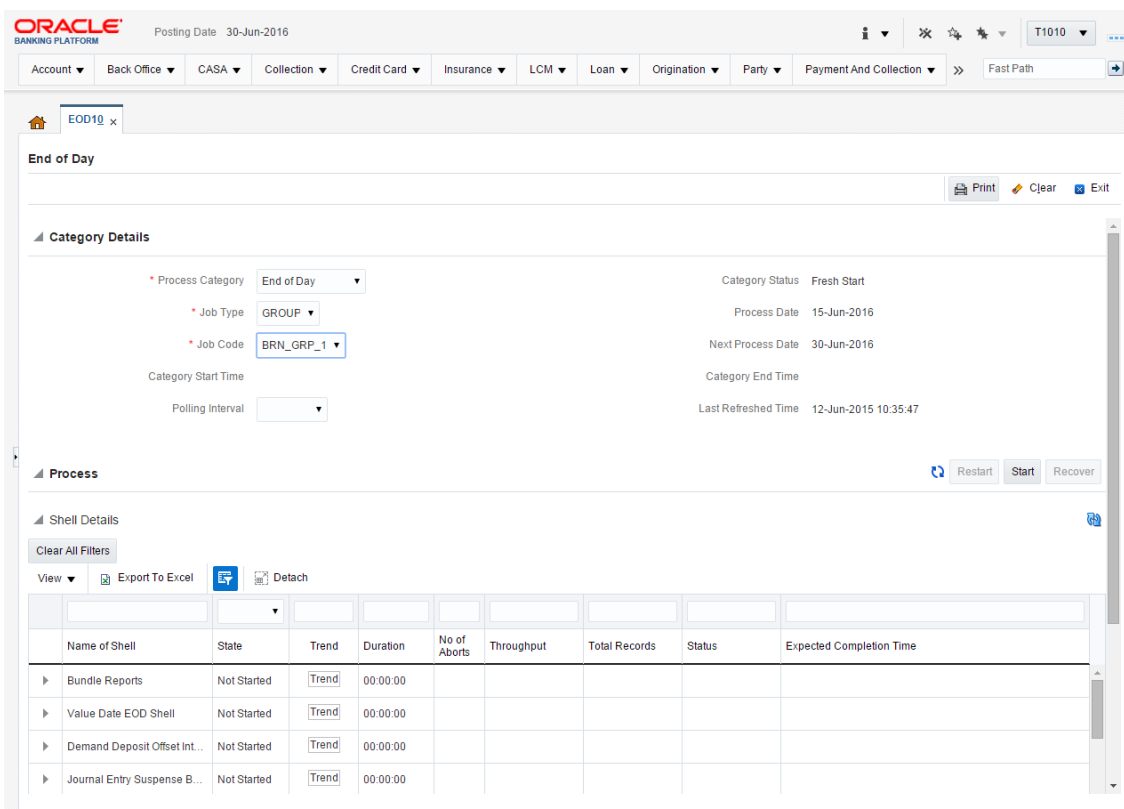 ORACLE
BANKING PLATFORM
Posting Date 30-Jun-2016
T1010
Account Back Office CASA Collection Credit Card Insurance LCM Loan Origination Party Payment And Collection » Fast Path
EOD10 x
End of Day
Print Clear Exit
Category Details
* Process Category End of Day Category Status Fresh Start
* Job Type GROUP Process Date 15-Jun-2016
* Job Code BRN_GRP_1 Next Process Date 30-Jun-2016
Category Start Time Category End Time
Polling Interval Last Refreshed Time 12-Jun-2015 10:35:47
Process Restart Start Recover
Shell Details
Clear All Filters
View Export To Excel Detach
Name of Shell State Trend Duration No of Aborts Throughput Total Records Status Expected Completion Time
Bundle Reports Not Started Trend 00:00:00
Value Date EOD Shell Not Started Trend 00:00:00
Demand Deposit Offset Int... Not Started Trend 00:00:00
Journal Entry Suspense B... Not Started Trend 00:00:00